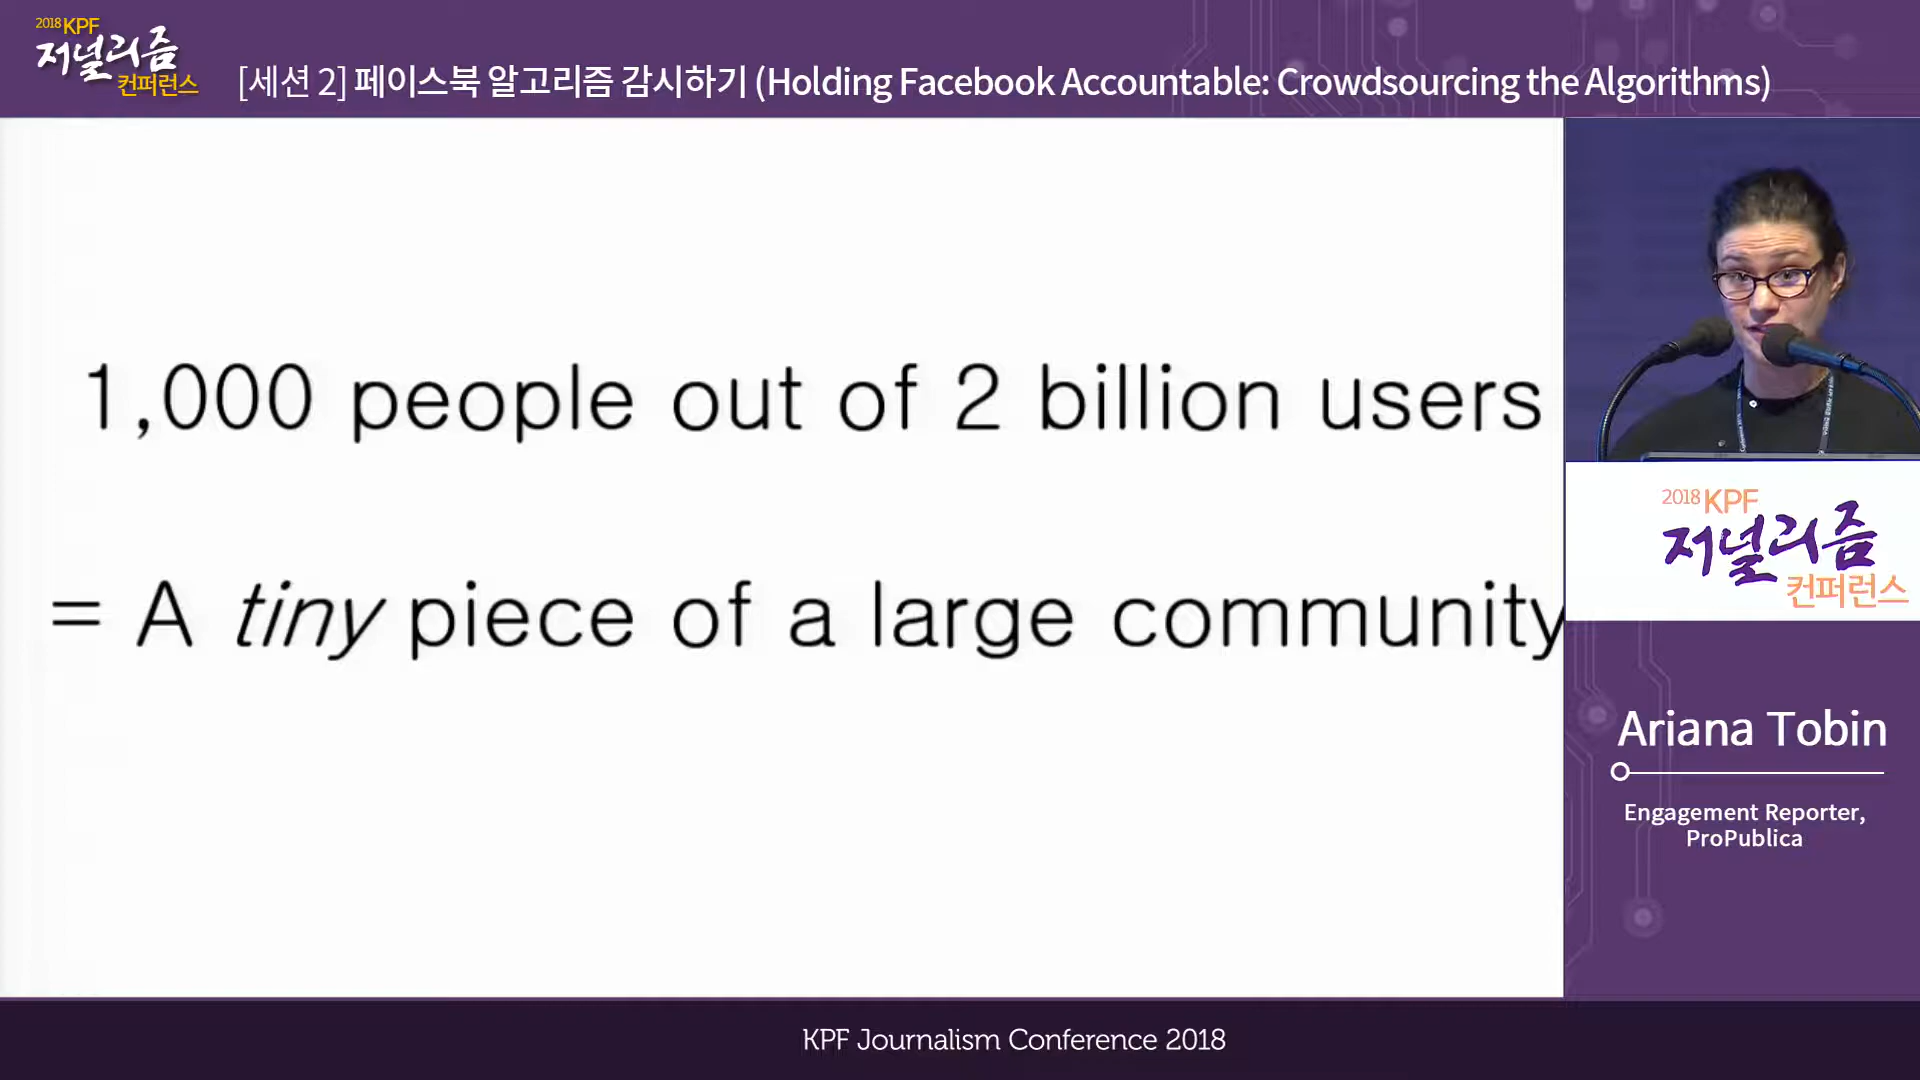 2018 KPF
저널리즘
컨퍼런스
[세션 2] 페이스북 알고리즘 감시하기 (Holding Facebook Accountable: Crowdsourcing the Algorithms)
1,000 people out of 2 billion users
= A tiny piece of a large community
2018 KPF
저널리즘
컨퍼런스
Ariana Tobin
Engagement Reporter,
ProPublica
KPF Journalism Conference 2018